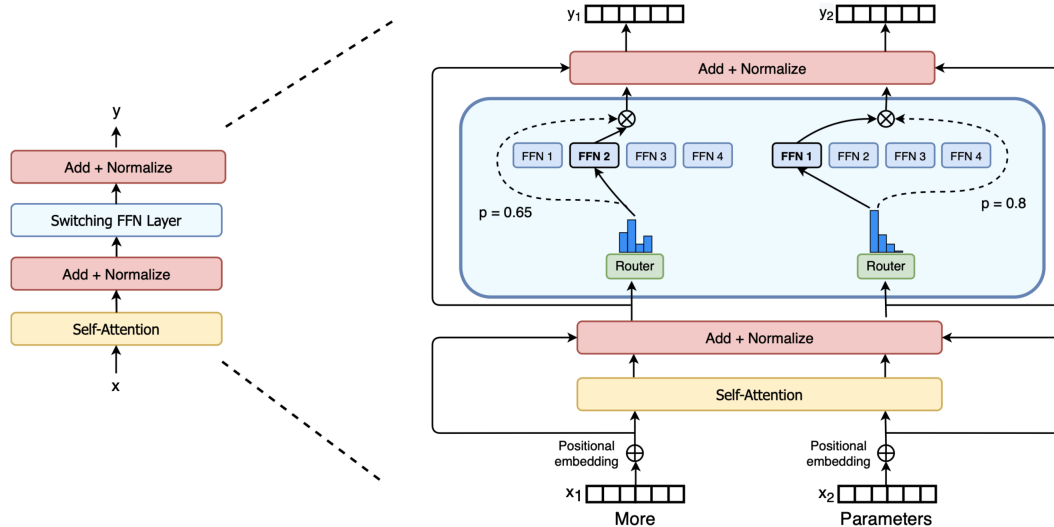 y
Add + Normalize
Switching FFN Layer
Add + Normalize
Self-Attention
x
y1
y2
Add + Normalize
FFN 1 FFN 2 FFN 3 FFN 4
FFN 1 FFN 2 FFN 3 FFN 4
p = 0.65
p = 0.8
Router
Router
Add + Normalize
Self-Attention
Positional
embedding
Positional
embedding
x1
x2
More
Parameters